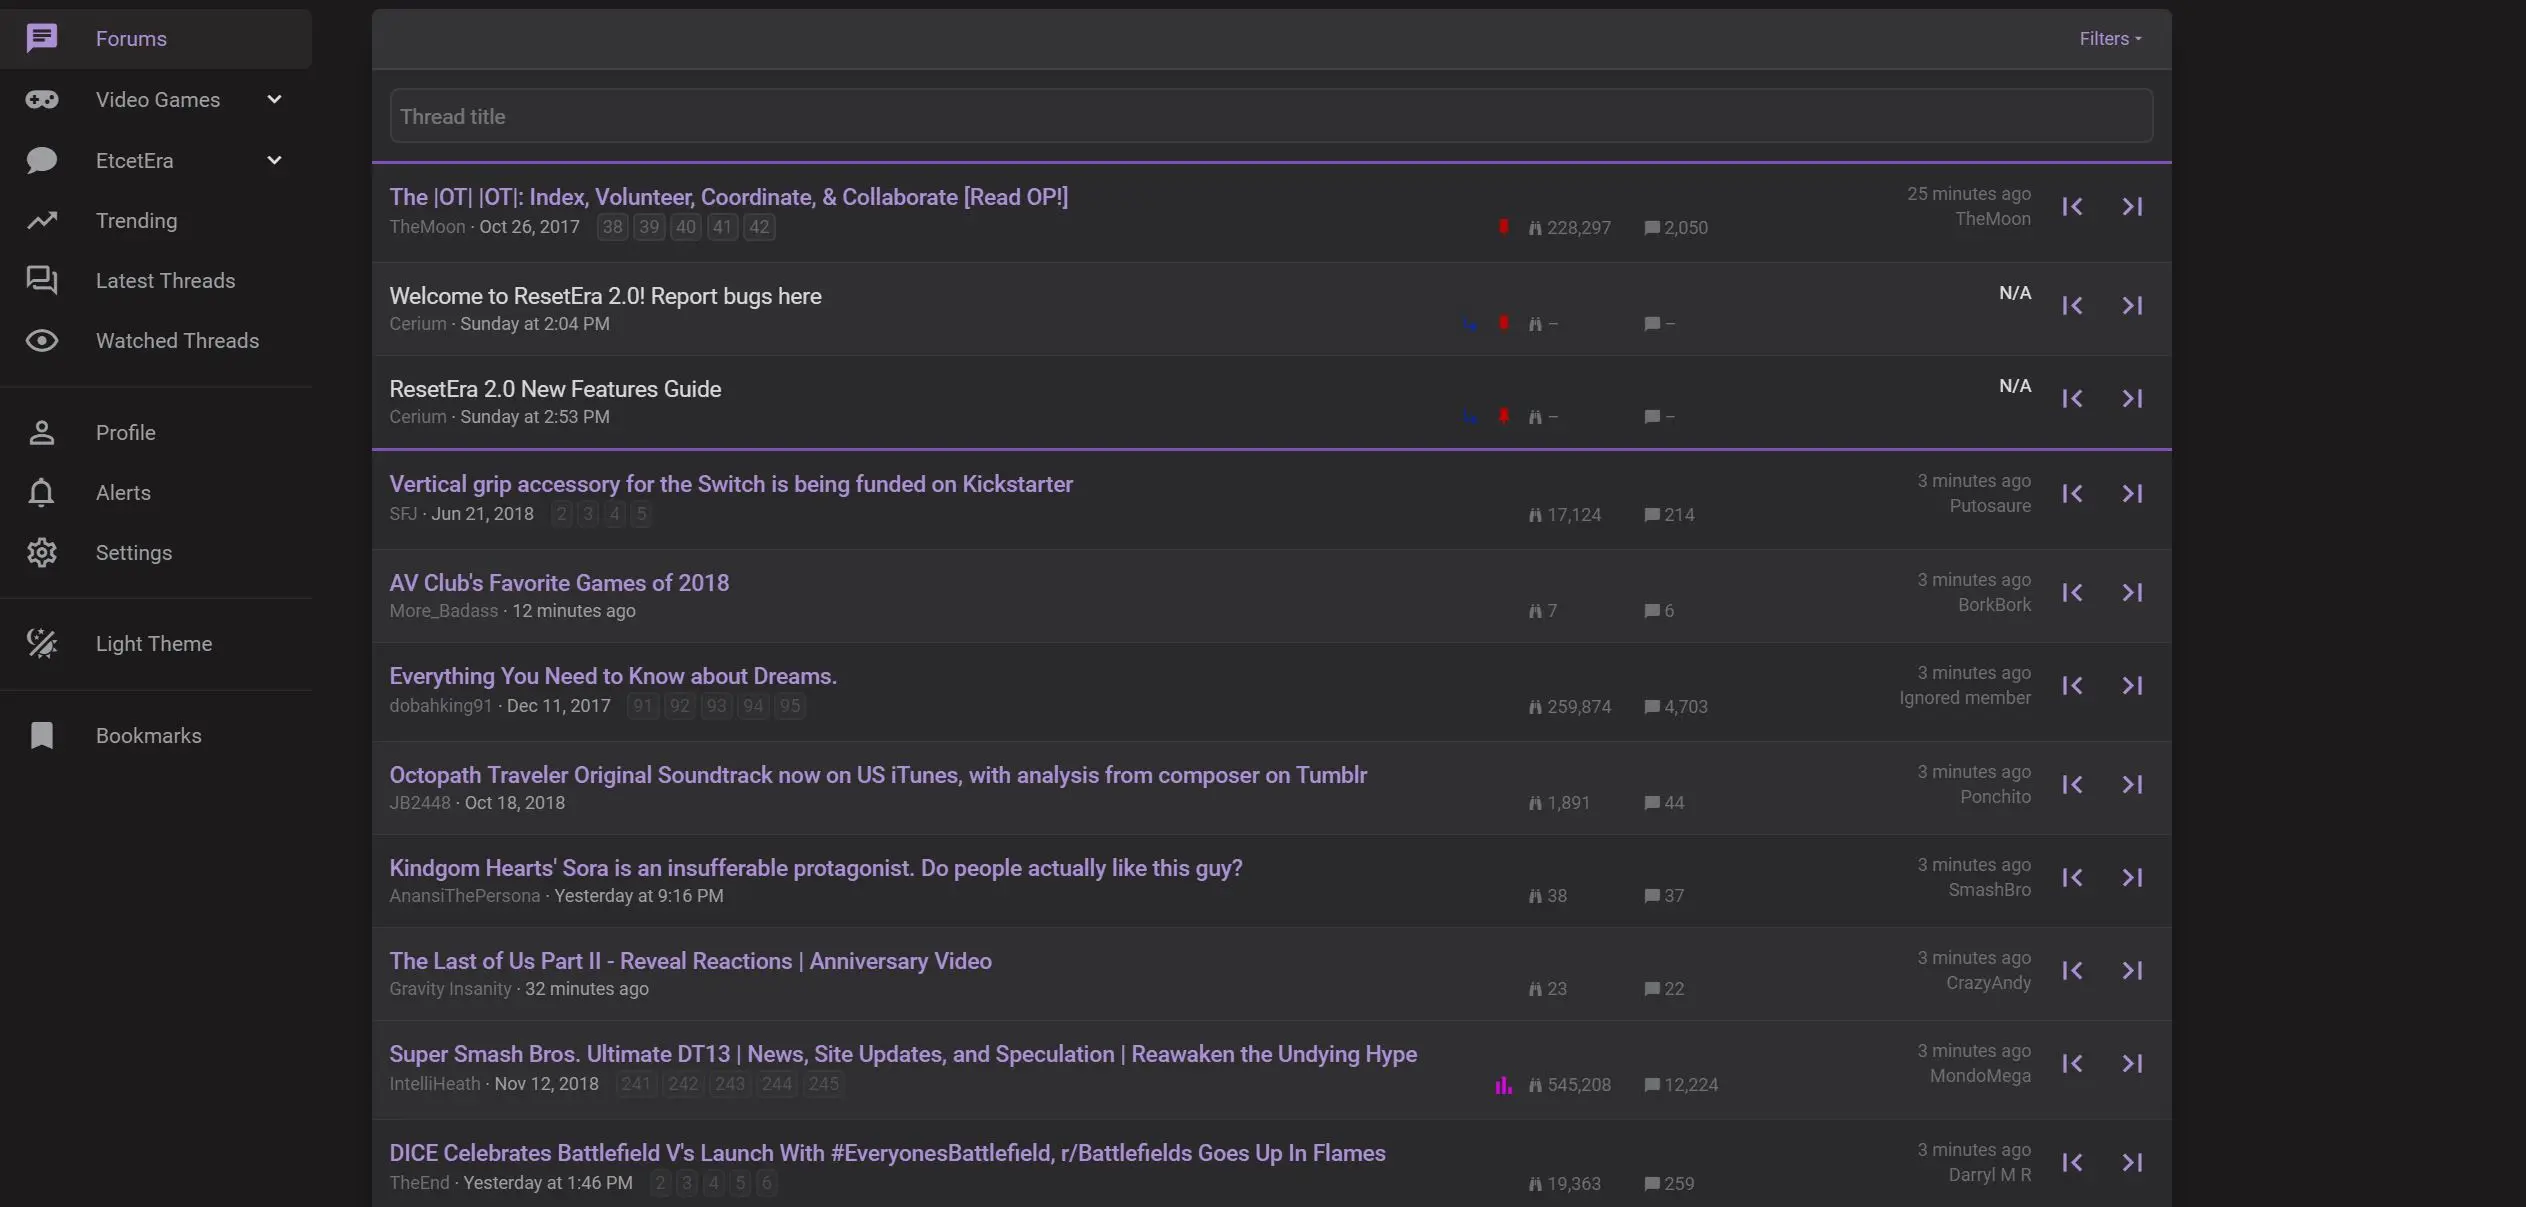 Forums
Video Games
EtcetEra
Trending
Latest Threads
Watched Threads
Profile
Alerts
Settings
Light Theme
Bookmarks
Filters
Thread title
The |OT| |OT|: Index, Volunteer, Coordinate, & Collaborate [Read OP!]
TheMoon · Oct 26, 2017 38 39 40 41 42
228,297 2,050
25 minutes ago
TheMoon
Welcome to ResetEra 2.0! Report bugs here
Cerium · Sunday at 2:04 PM
– –
N/A
ResetEra 2.0 New Features Guide
Cerium · Sunday at 2:53 PM
– –
N/A
Vertical grip accessory for the Switch is being funded on Kickstarter
SFJ · Jun 21, 2018 2 3 4 5
17,124 214
3 minutes ago
Putosaure
AV Club's Favorite Games of 2018
More_Badass · 12 minutes ago
7 6
3 minutes ago
BorkBork
Everything You Need to Know about Dreams.
dobahking91 · Dec 11, 2017 91 92 93 94 95
259,874 4,703
3 minutes ago
Ignored member
Octopath Traveler Original Soundtrack now on US iTunes, with analysis from composer on Tumblr
JB2448 · Oct 18, 2018
1,891 44
3 minutes ago
Ponchito
Kindgom Hearts' Sora is an insufferable protagonist. Do people actually like this guy?
AnansiThePersona · Yesterday at 9:16 PM
38 37
3 minutes ago
SmashBro
The Last of Us Part II - Reveal Reactions | Anniversary Video
Gravity Insanity · 32 minutes ago
23 22
3 minutes ago
CrazyAndy
Super Smash Bros. Ultimate DT13 | News, Site Updates, and Speculation | Reawaken the Undying Hype
IntelliHeath · Nov 12, 2018 241 242 243 244 245
545,208 12,224
3 minutes ago
MondoMega
DICE Celebrates Battlefield V's Launch With #EveryonesBattlefield, r/Battlefields Goes Up In Flames
TheEnd · Yesterday at 1:46 PM 2 3 4 5 6
19,363 259
3 minutes ago
Darryl M R